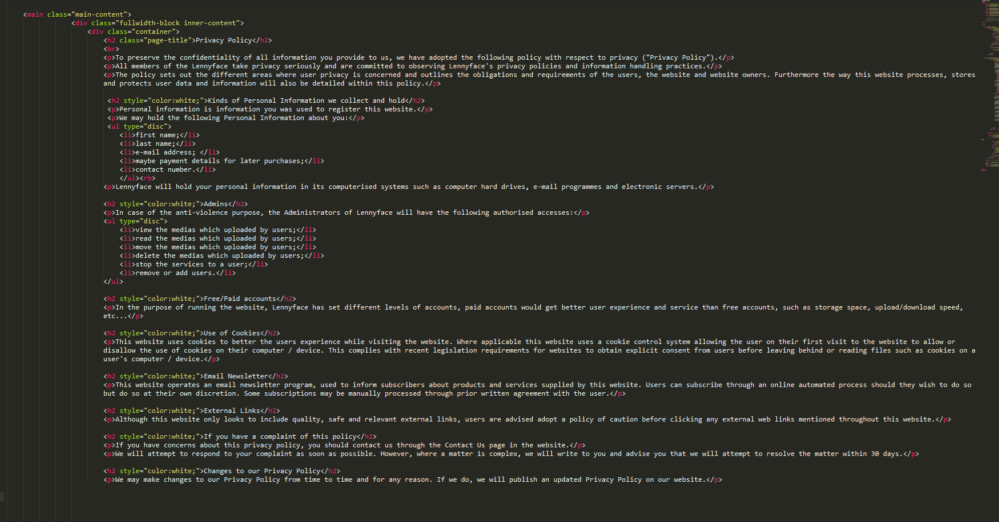 <main class="main-content">
<div class="fullwidth-block inner-content">
<div class="container">
<h2 class="page-title">Privacy Policy</h2>
<br>
<p>To preserve the confidentiality of all information you provide to us, we have adopted the following policy with respect to privacy ("Privacy Policy").</p>
<p>All members of the Lennyface take privacy seriously and are committed to observing Lennyface's privacy policies and information handling practices.</p>
<p>The policy sets out the different areas where user privacy is concerned and outlines the obligations and requirements of the users, the website and website owners. Furthermore the way this website processes, stores
and protects user data and information will also be detailed within this policy.</p>
<h2 style="color:white;">Kinds of Personal Information we collect and hold</h2>
<p>Personal information is information you was used to register this website.</p>
<p>We may hold the following Personal Information about you:</p>
<ul type="disc">
<li>first name;</li>
<li>last name;</li>
<li>e-mail address; </li>
<li>maybe payment details for later purchases;</li>
<li>contact number.</li>
</ul><rb>
<p>Lennyface will hold your personal information in its computerised systems such as computer hard drives, e-mail programmes and electronic servers.</p>
<h2 style="color:white;">Admins</h2>
<p>In case of the anti-violence purpose, the Administrators of Lennyface will have the following authorised accesses:</p>
<ul type="disc">
<li>view the medias which uploaded by users;</li>
<li>read the medias which uploaded by users;</li>
<li>move the medias which uploaded by users;</li>
<li>delete the medias which uploaded by users;</li>
<li>stop the services to a user;</li>
<li>remove or add users.</li>
</ul>
<h2 style="color:white;">Free/Paid accounts</h2>
<p>In the purpose of running the website, Lennyface has set different levels of accounts, paid accounts would get better user experience and service than free accounts, such as storage space, upload/download speed,
etc...</p>
<h2 style="color:white;">Use of Cookies</h2>
<p>This website uses cookies to better the users experience while visiting the website. Where applicable this website uses a cookie control system allowing the user on their first visit to the website to allow or
disallow the use of cookies on their computer / device. This complies with recent legislation requirements for websites to obtain explicit consent from users before leaving behind or reading files such as cookies on a
user's computer / device.</p>
<h2 style="color:white;">Email Newsletter</h2>
<p>This website operates an email newsletter program, used to inform subscribers about products and services supplied by this website. Users can subscribe through an online automated process should they wish to do so
but do so at their own discretion. Some subscriptions may be manually processed through prior written agreement with the user.</p>
<h2 style="color:white;">External Links</h2>
<p>Although this website only looks to include quality, safe and relevant external links, users are advised adopt a policy of caution before clicking any external web links mentioned throughout this website.</p>
<h2 style="color:white;">If you have a complaint of this policy</h2>
<p>If you have concerns about this privacy policy, you should contact us through the Contact Us page in the website.</p>
<p>We will attempt to respond to your complaint as soon as possible. However, where a matter is complex, we will write to you and advise you that we will attempt to resolve the matter within 30 days.</p>
<h2 style="color:white;">Changes to our Privacy Policy</h2>
<p>We may make changes to our Privacy Policy from time to time and for any reason. If we do, we will publish an updated Privacy Policy on our website.</p>